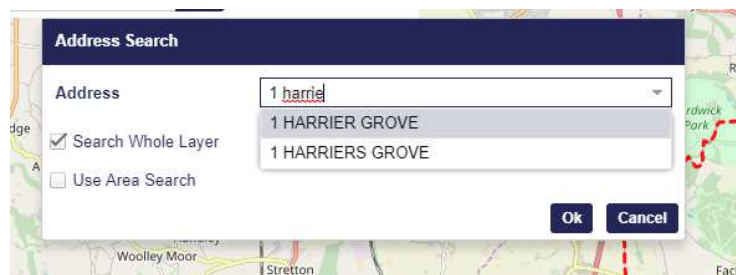 Address Search
Address
1 harrie
1 HARRIER GROVE
1 HARRIERS GROVE
Search Whole Layer
Use Area Search
Ok
Cancel
rdwick
Park
dge
Woolley Moor
Stretton
Fac